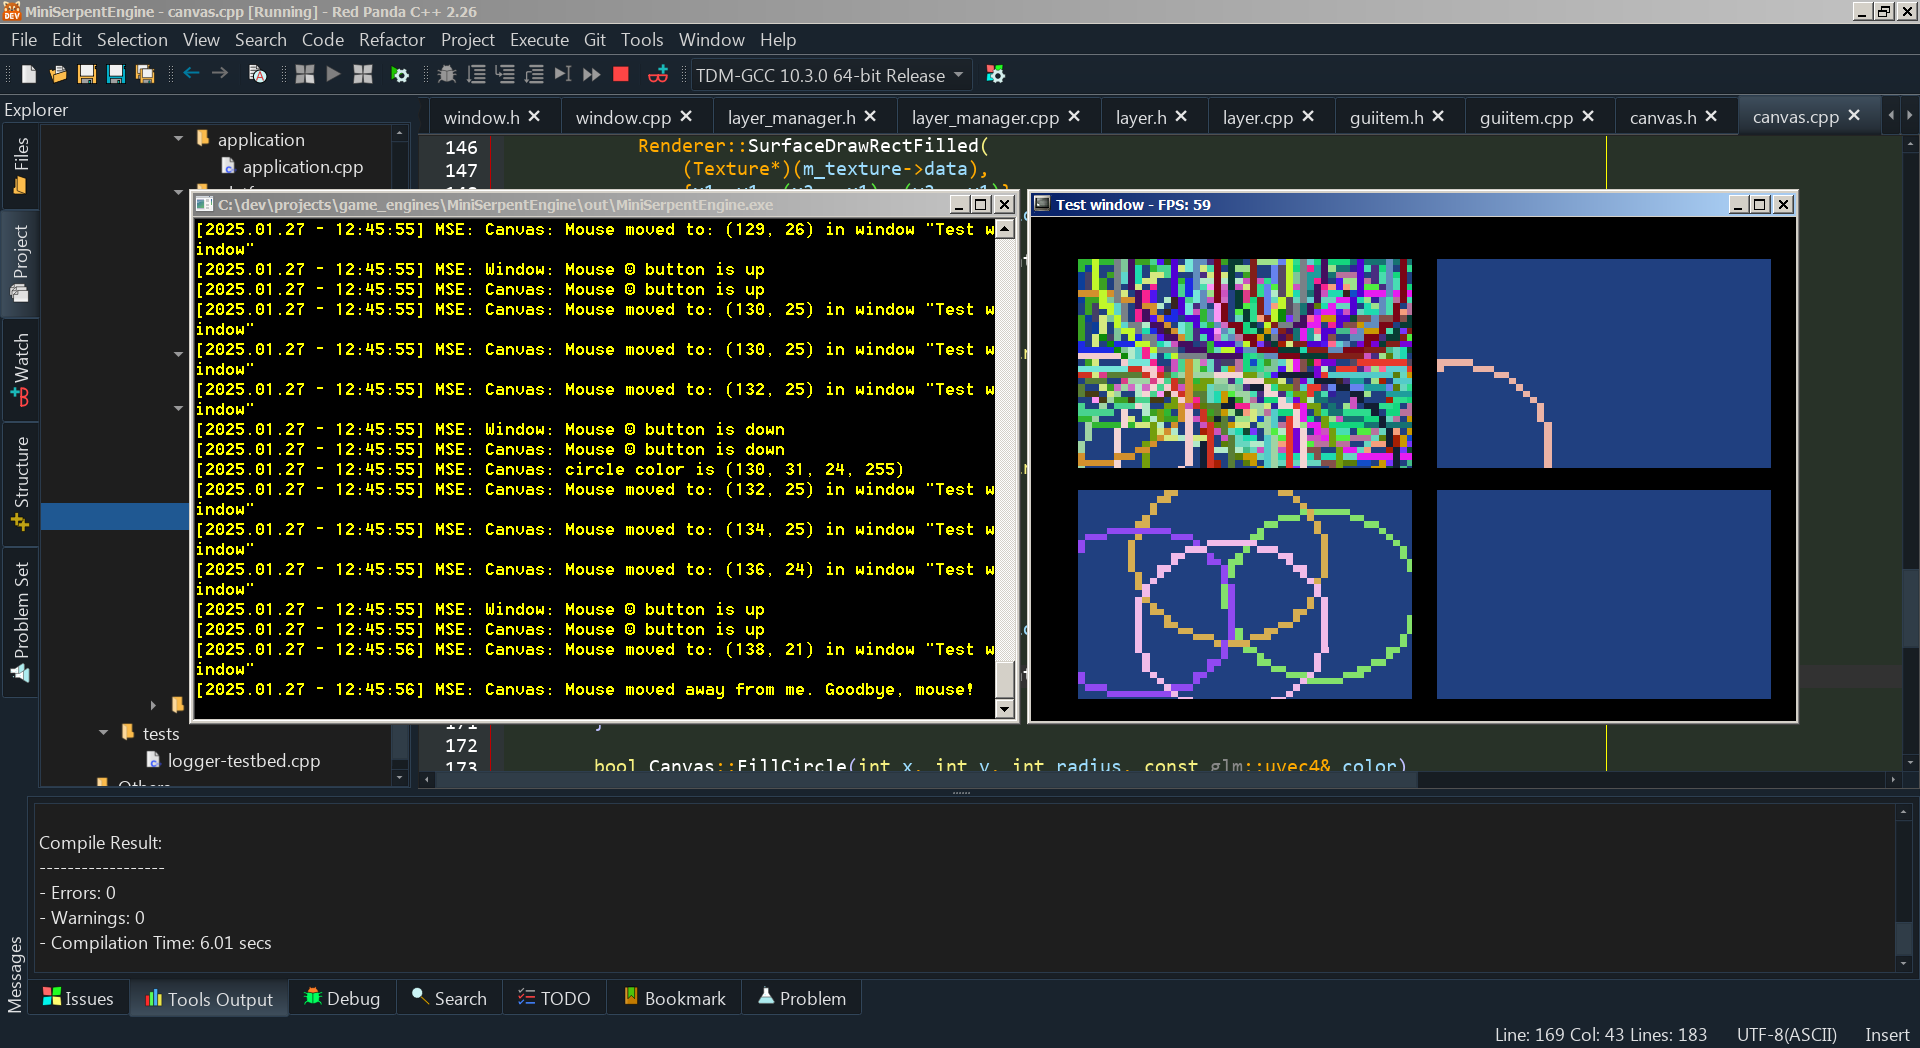 MiniSerpentEngine - canvas.cpp [Running] - Red Panda C++ 2.26
File Edit Selection View Search Code Refactor Project Execute Git Tools Window Help
TDM-GCC 10.3.0 64-bit Release
Explorer
window.h window.cpp layer_manager.h layer_manager.cpp layer.h layer.cpp guiitem.h guiitem.cpp canvas.h canvas.cpp
Files
Project
Watch
Structure
Problem Set
application
application.cpp
tests
logger-testbed.cpp
Others
146 Renderer::SurfaceDrawRectFilled(
147 (Texture*)(m_texture->data),
C:\dev\projects\game_engines\MiniSerpentEngine\out\MiniSerpentEngine.exe
[2025.01.27 - 12:45:55] MSE: Canvas: Mouse moved to: (129, 26) in window "Test w
indow"
[2025.01.27 - 12:45:55] MSE: Window: Mouse 0 button is up
[2025.01.27 - 12:45:55] MSE: Canvas: Mouse 0 button is up
[2025.01.27 - 12:45:55] MSE: Canvas: Mouse moved to: (130, 25) in window "Test w
indow"
[2025.01.27 - 12:45:55] MSE: Canvas: Mouse moved to: (130, 25) in window "Test w
indow"
[2025.01.27 - 12:45:55] MSE: Canvas: Mouse moved to: (132, 25) in window "Test w
indow"
[2025.01.27 - 12:45:55] MSE: Window: Mouse 0 button is down
[2025.01.27 - 12:45:55] MSE: Canvas: Mouse 0 button is down
[2025.01.27 - 12:45:55] MSE: Canvas: circle color is (130, 31, 24, 255)
[2025.01.27 - 12:45:55] MSE: Canvas: Mouse moved to: (132, 25) in window "Test w
indow"
[2025.01.27 - 12:45:55] MSE: Canvas: Mouse moved to: (134, 25) in window "Test w
indow"
[2025.01.27 - 12:45:55] MSE: Canvas: Mouse moved to: (136, 24) in window "Test w
indow"
[2025.01.27 - 12:45:55] MSE: Window: Mouse 0 button is up
[2025.01.27 - 12:45:55] MSE: Canvas: Mouse 0 button is up
[2025.01.27 - 12:45:56] MSE: Canvas: Mouse moved to: (138, 21) in window "Test w
indow"
[2025.01.27 - 12:45:56] MSE: Canvas: Mouse moved away from me. Goodbye, mouse!
Test window - FPS: 59
172
173 bool Canvas::FillCircle(int x, int y, int radius, const glm::uvec4& color)
Messages
Compile Result:
------------------
- Errors: 0
- Warnings: 0
- Compilation Time: 6.01 secs
Issues Tools Output Debug Search TODO Bookmark Problem
Line: 169 Col: 43 Lines: 183 UTF-8(ASCII) Insert